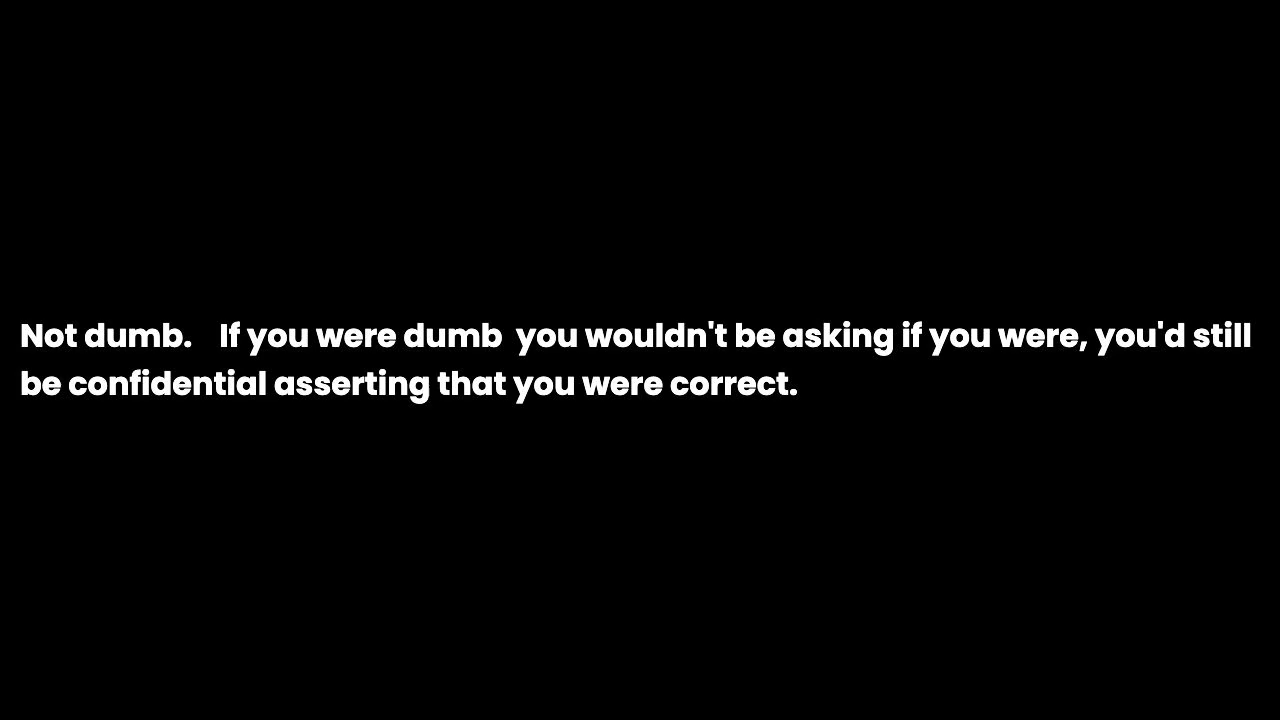 Not dumb.    If you were dumb  you wouldn't be asking if you were, you'd still
be confidential asserting that you were correct.